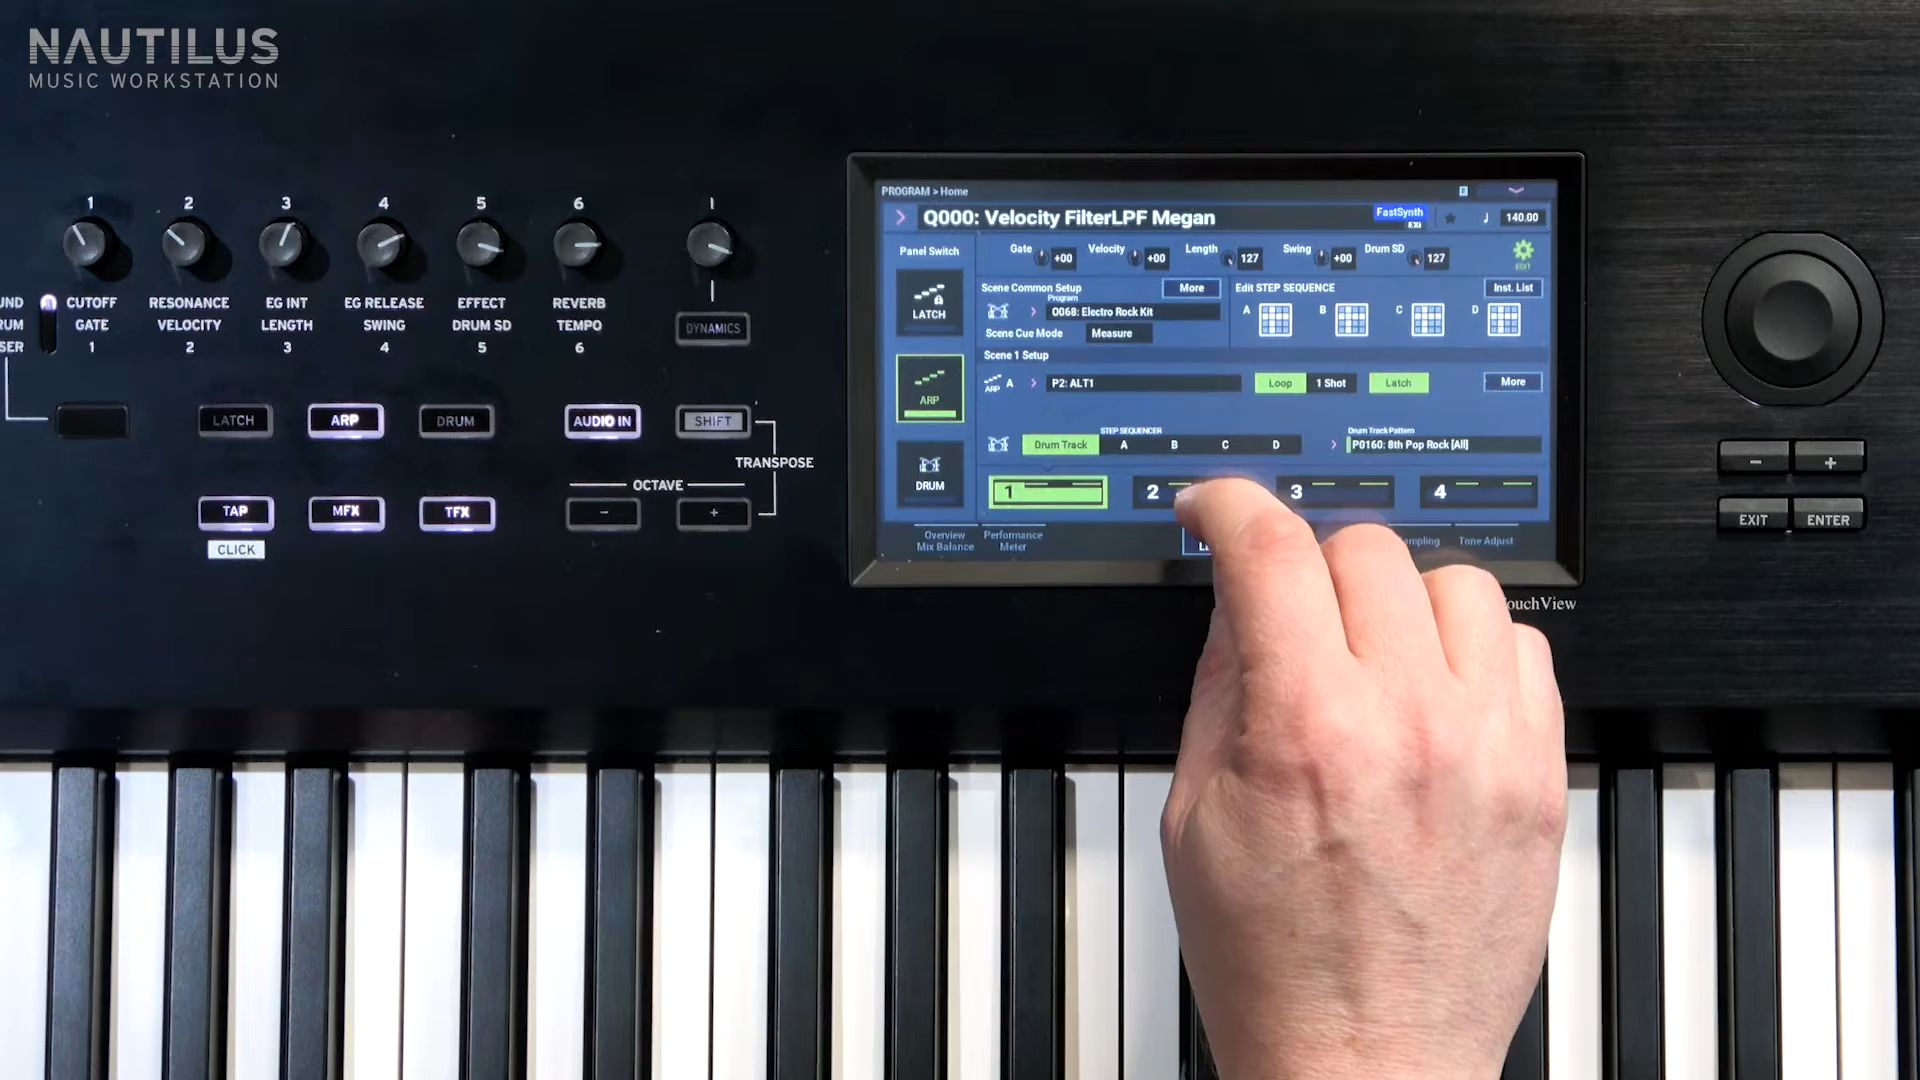 NAUTILUS
MUSIC WORKSTATION
1 2 3 4 5 6 1
CUTOFF RESONANCE EG INT EG RELEASE EFFECT REVERB
GATE VELOCITY LENGTH SWING DRUM SD TEMPO
1 2 3 4 5 6
DYNAMICS
LATCH ARP DRUM AUDIO IN SHIFT
TRANSPOSE
OCTAVE
TAP MFX TFX - +
CLICK
PROGRAM > Home
Q000: Velocity FilterLPF Megan
FastSynth
EXi
140.00
Panel Switch
LATCH
ARP
DRUM
Gate +00 Velocity +00 Length 127 Swing +00 Drum SD 127
EDIT
Scene Common Setup More
Program
0068: Electro Rock Kit
Scene Cue Mode Measure
Edit STEP SEQUENCE Inst. List
A B C D
Scene 1 Setup
ARP A P2: ALT1 Loop 1 Shot Latch More
STEP SEQUENCER
Drum Track A B C D
Drum Track Pattern
P0160: 8th Pop Rock [All]
1 2 3 4
Overview
Mix Balance
Performance
Meter
Tone Adjust
- +
EXIT ENTER